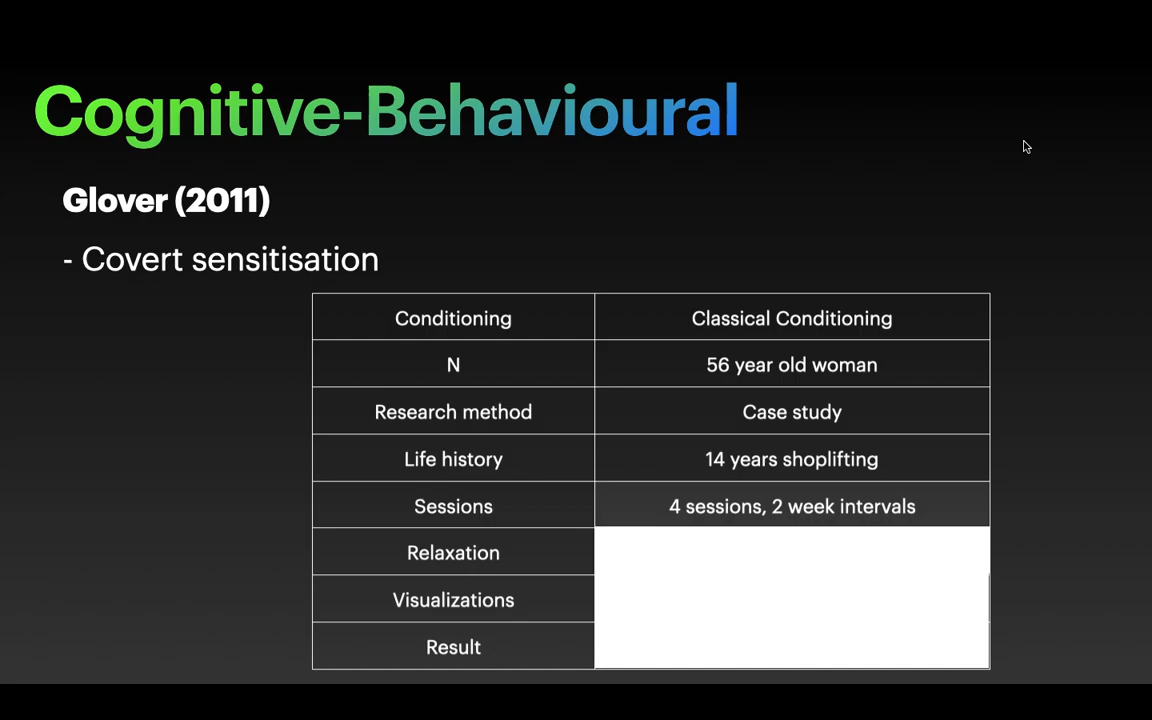 Cognitive-Behavioural
Glover (2011)
- Covert sensitisation
Conditioning Classical Conditioning
N 56 year old woman
Research method Case study
Life history 14 years shoplifting
Sessions 4 sessions, 2 week intervals
Relaxation
Visualizations
Result